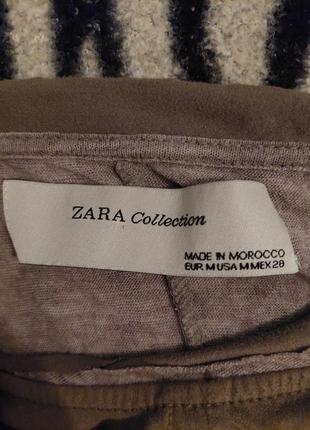 ZARA Collection
MADE IN MOROCCO
EUR M USA M MEX 28